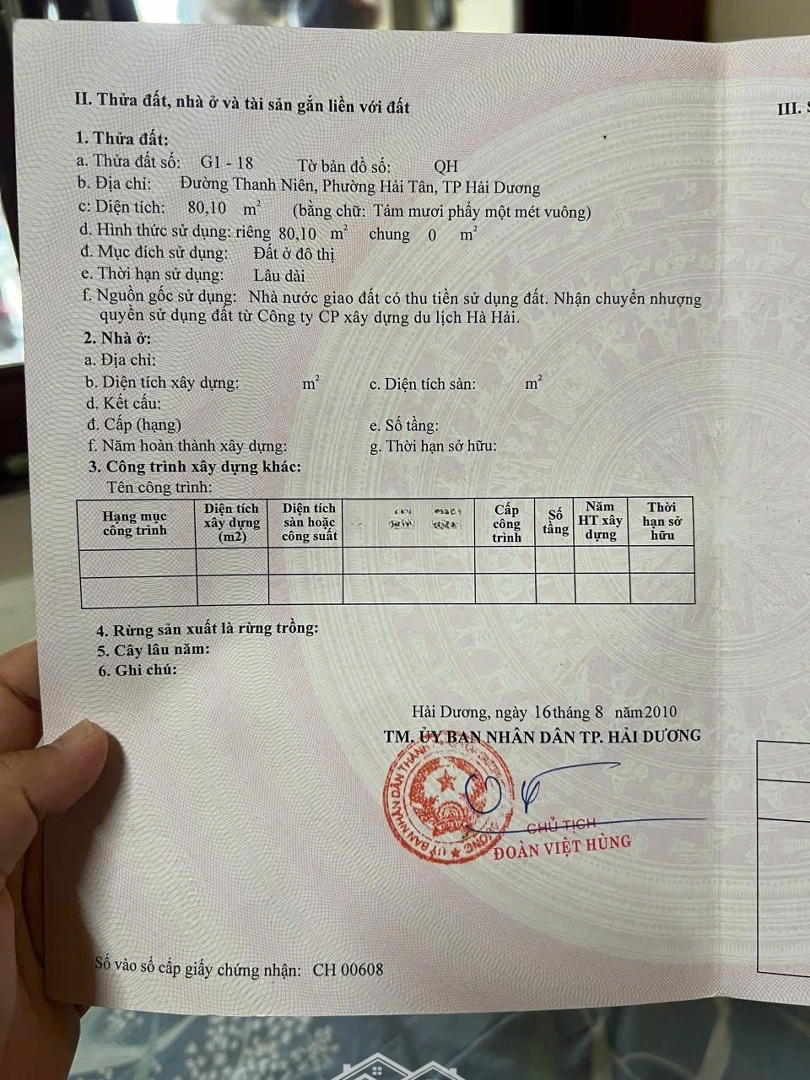 II. Thửa đất, nhà ở và tài sản gắn liền với đất
III. S
1. Thửa đất:
a. Thửa đất số: G1 - 18 Tờ bản đồ số: QH
b. Địa chỉ: Đường Thanh Niên, Phường Hải Tân, TP Hải Dương
c: Diện tích: 80,10 m² (bằng chữ: Tám mươi phẩy một mét vuông)
d. Hình thức sử dụng: riêng 80,10 m² chung 0 m²
đ. Mục đích sử dụng: Đất ở đô thị
e. Thời hạn sử dụng: Lâu dài
f. Nguồn gốc sử dụng: Nhà nước giao đất có thu tiền sử dụng đất. Nhận chuyển nhượng
quyền sử dụng đất từ Công ty CP xây dựng du lịch Hà Hải.
2. Nhà ở:
a. Địa chỉ:
b. Diện tích xây dựng: m² c. Diện tích sàn: m²
d. Kết cấu:
đ. Cấp (hạng) e. Số tầng:
f. Năm hoàn thành xây dựng: g. Thời hạn sở hữu:
3. Công trình xây dựng khác:
Tên công trình:
Hạng mục công trình
Diện tích xây dựng (m2)
Diện tích sàn hoặc công suất
Cấp công trình
Số tầng
Năm HT xây dựng
Thời hạn sở hữu
4. Rừng sản xuất là rừng trồng:
5. Cây lâu năm:
6. Ghi chú:
Hải Dương, ngày 16 tháng 8 năm 2010
TM. ỦY BAN NHÂN DÂN TP. HẢI DƯƠNG
CHỦ TỊCH
ĐOÀN VIỆT HÙNG
Số vào sổ cấp giấy chứng nhận: CH 00608